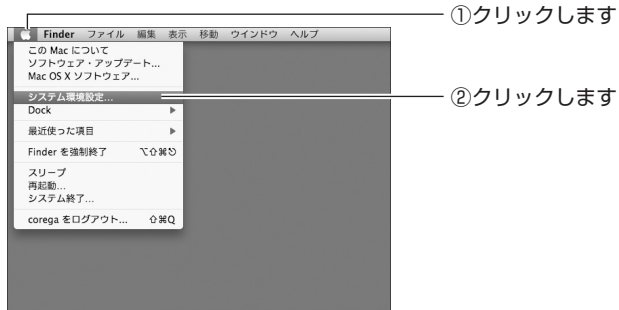 ①クリックします
Finder ファイル 編集 表示 移動 ウインドウ ヘルプ
この Mac について
ソフトウェア・アップデート...
Mac OS X ソフトウェア...
システム環境設定...
②クリックします
Dock ▶
最近使った項目 ▶
Finder を強制終了 ⌥⇧⌘⎋
スリープ
再起動...
システム終了...
corega をログアウト... ⇧⌘Q